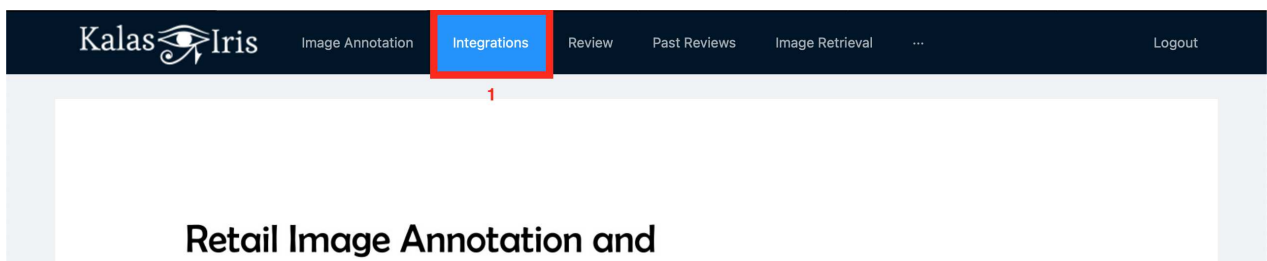 Kalas Iris Image Annotation Integrations Review Past Reviews Image Retrieval ... Logout
1
Retail Image Annotation and